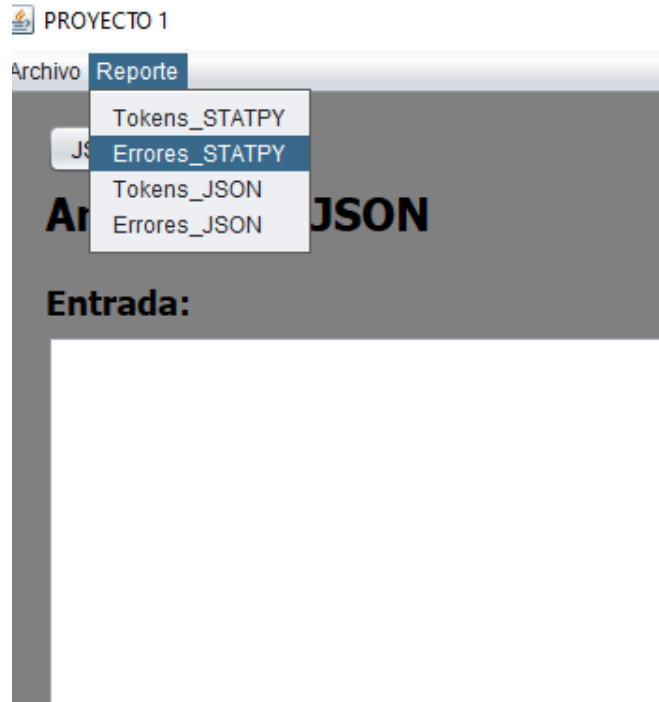 PROYECTO 1
Archivo Reporte
Tokens_STATPY
Errores_STATPY
Tokens_JSON
Errores_JSON
JSON
Entrada: